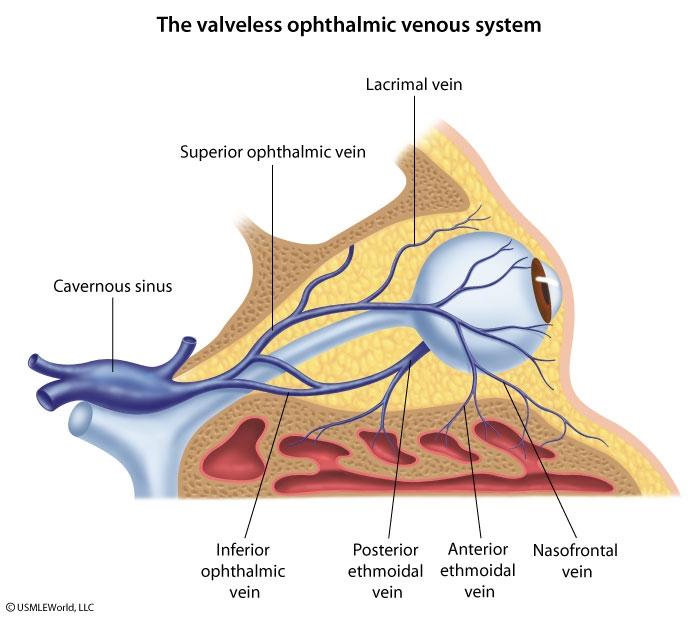 The valveless ophthalmic venous system
Lacrimal vein
Superior ophthalmic vein
Cavernous sinus
Inferior
ophthalmic
vein
Posterior
ethmoidal
vein
Anterior
ethmoidal
vein
Nasofrontal
vein
© USMLEWorld, LLC